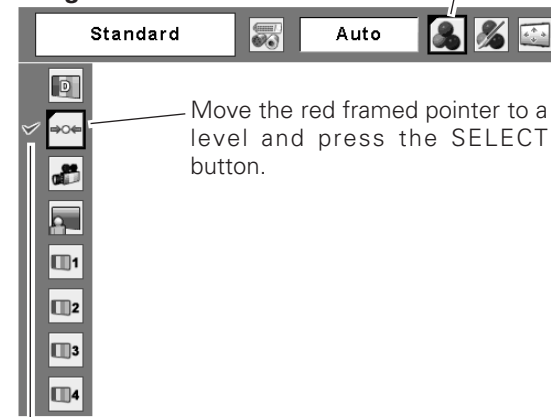 Standard
Auto
D
Move the red framed pointer to a
level and press the SELECT
button.
1
2
3
4